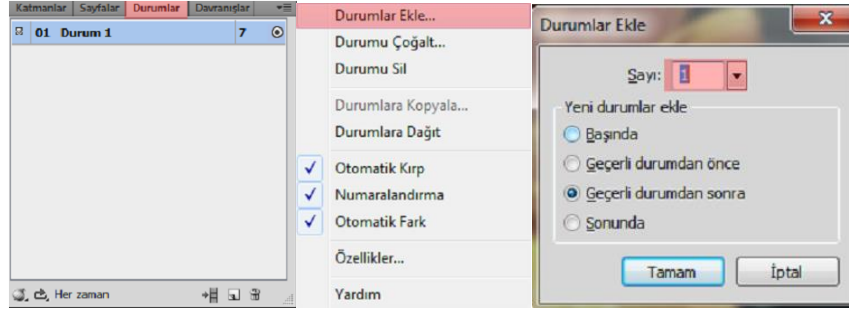 Katmanlar Sayfalar Durumlar Davranışlar
01 Durum 1 7
Her zaman
Durumlar Ekle...
Durumu Çoğalt...
Durumu Sil
Durumlara Kopyala...
Durumlara Dağıt
Otomatik Kırp
Numaralandırma
Otomatik Fark
Özellikler...
Yardım
Durumlar Ekle
Sayı: 1
Yeni durumlar ekle
Başında
Geçerli durumdan önce
Geçerli durumdan sonra
Sonunda
Tamam İptal